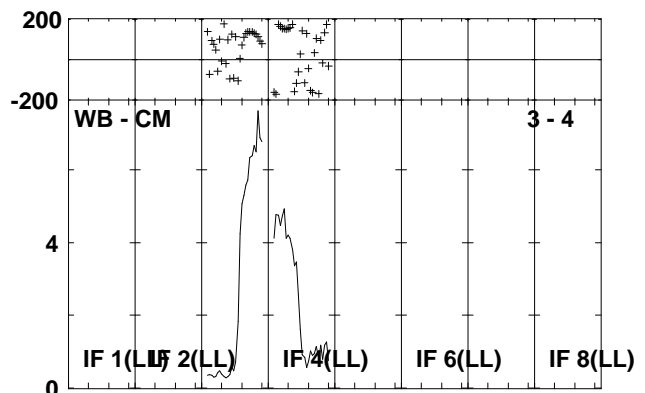 200
-200
WB - CM 3 - 4
4
IF 1(LL) IF 2(LL) IF 4(LL) IF 6(LL) IF 8(LL)
0